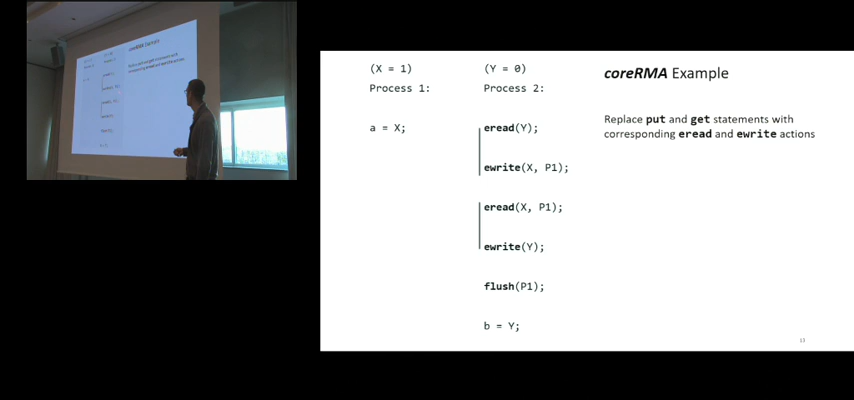 (X = 1)
Process 1:
a = X;
(Y = 0)
Process 2:
eread(Y);
ewrite(X, P1);
eread(X, P1);
ewrite(Y);
flush(P1);
b = Y;
coreRMA Example
Replace put and get statements with
corresponding eread and ewrite actions